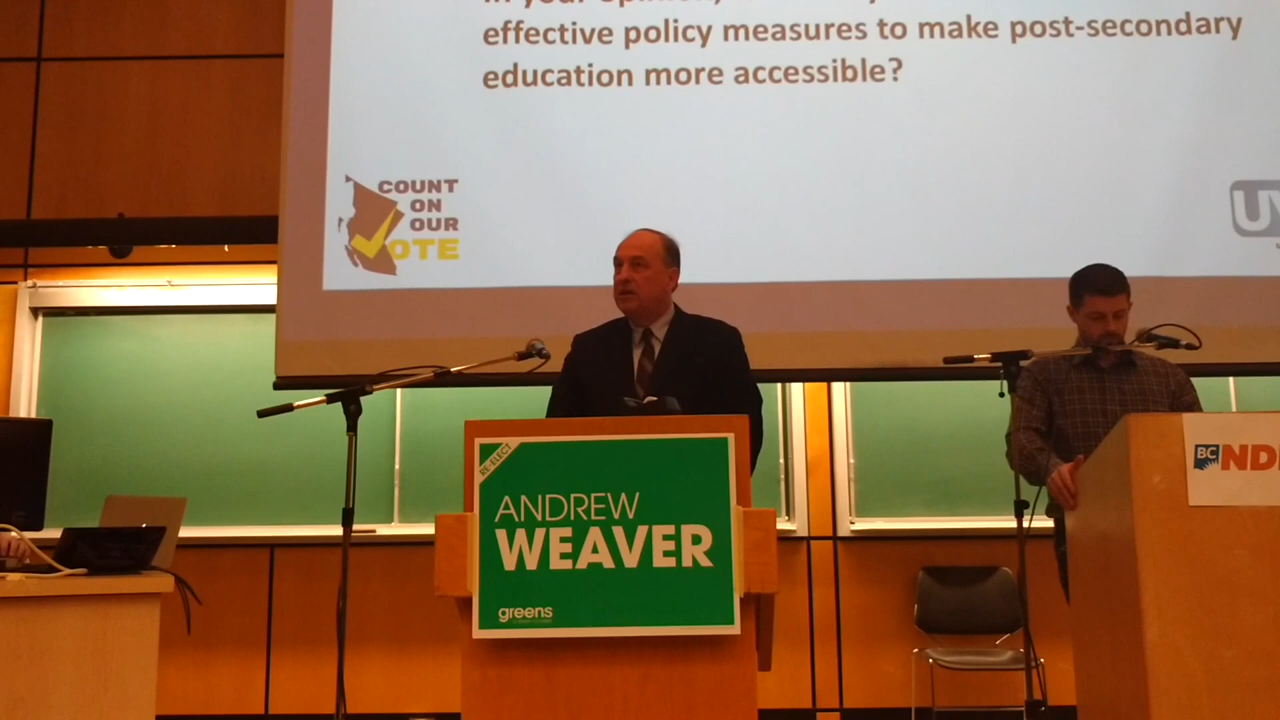 effective policy measures to make post-secondary
education more accessible?
COUNT
ON
OUR
OTE
RE-ELECT
ANDREW
WEAVER
greens
BC